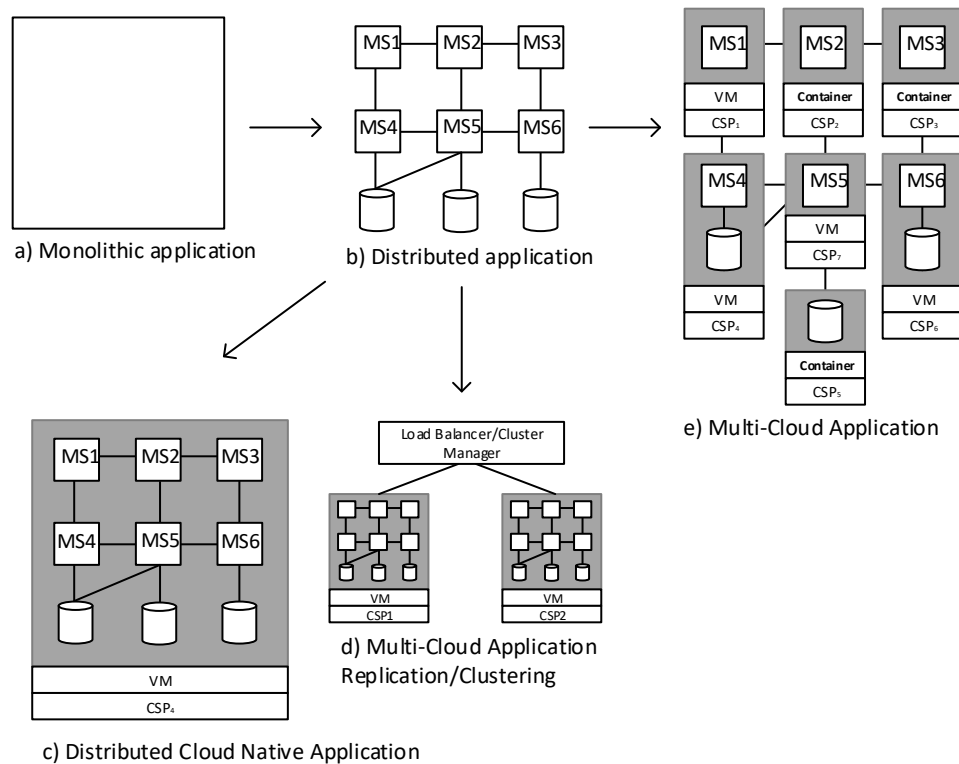 a) Monolithic application
MS1 MS2 MS3
MS4 MS5 MS6
b) Distributed application
MS1 MS2 MS3
VM Container Container
CSP₁ CSP₂ CSP₃
MS4 MS5 MS6
VM
CSP₇
VM VM
CSP₄ CSP₆
Container
CSP₅
e) Multi-Cloud Application
MS1 MS2 MS3
MS4 MS5 MS6
VM
CSP₄
c) Distributed Cloud Native Application
Load Balancer/Cluster
Manager
VM VM
CSP1 CSP2
d) Multi-Cloud Application
Replication/Clustering